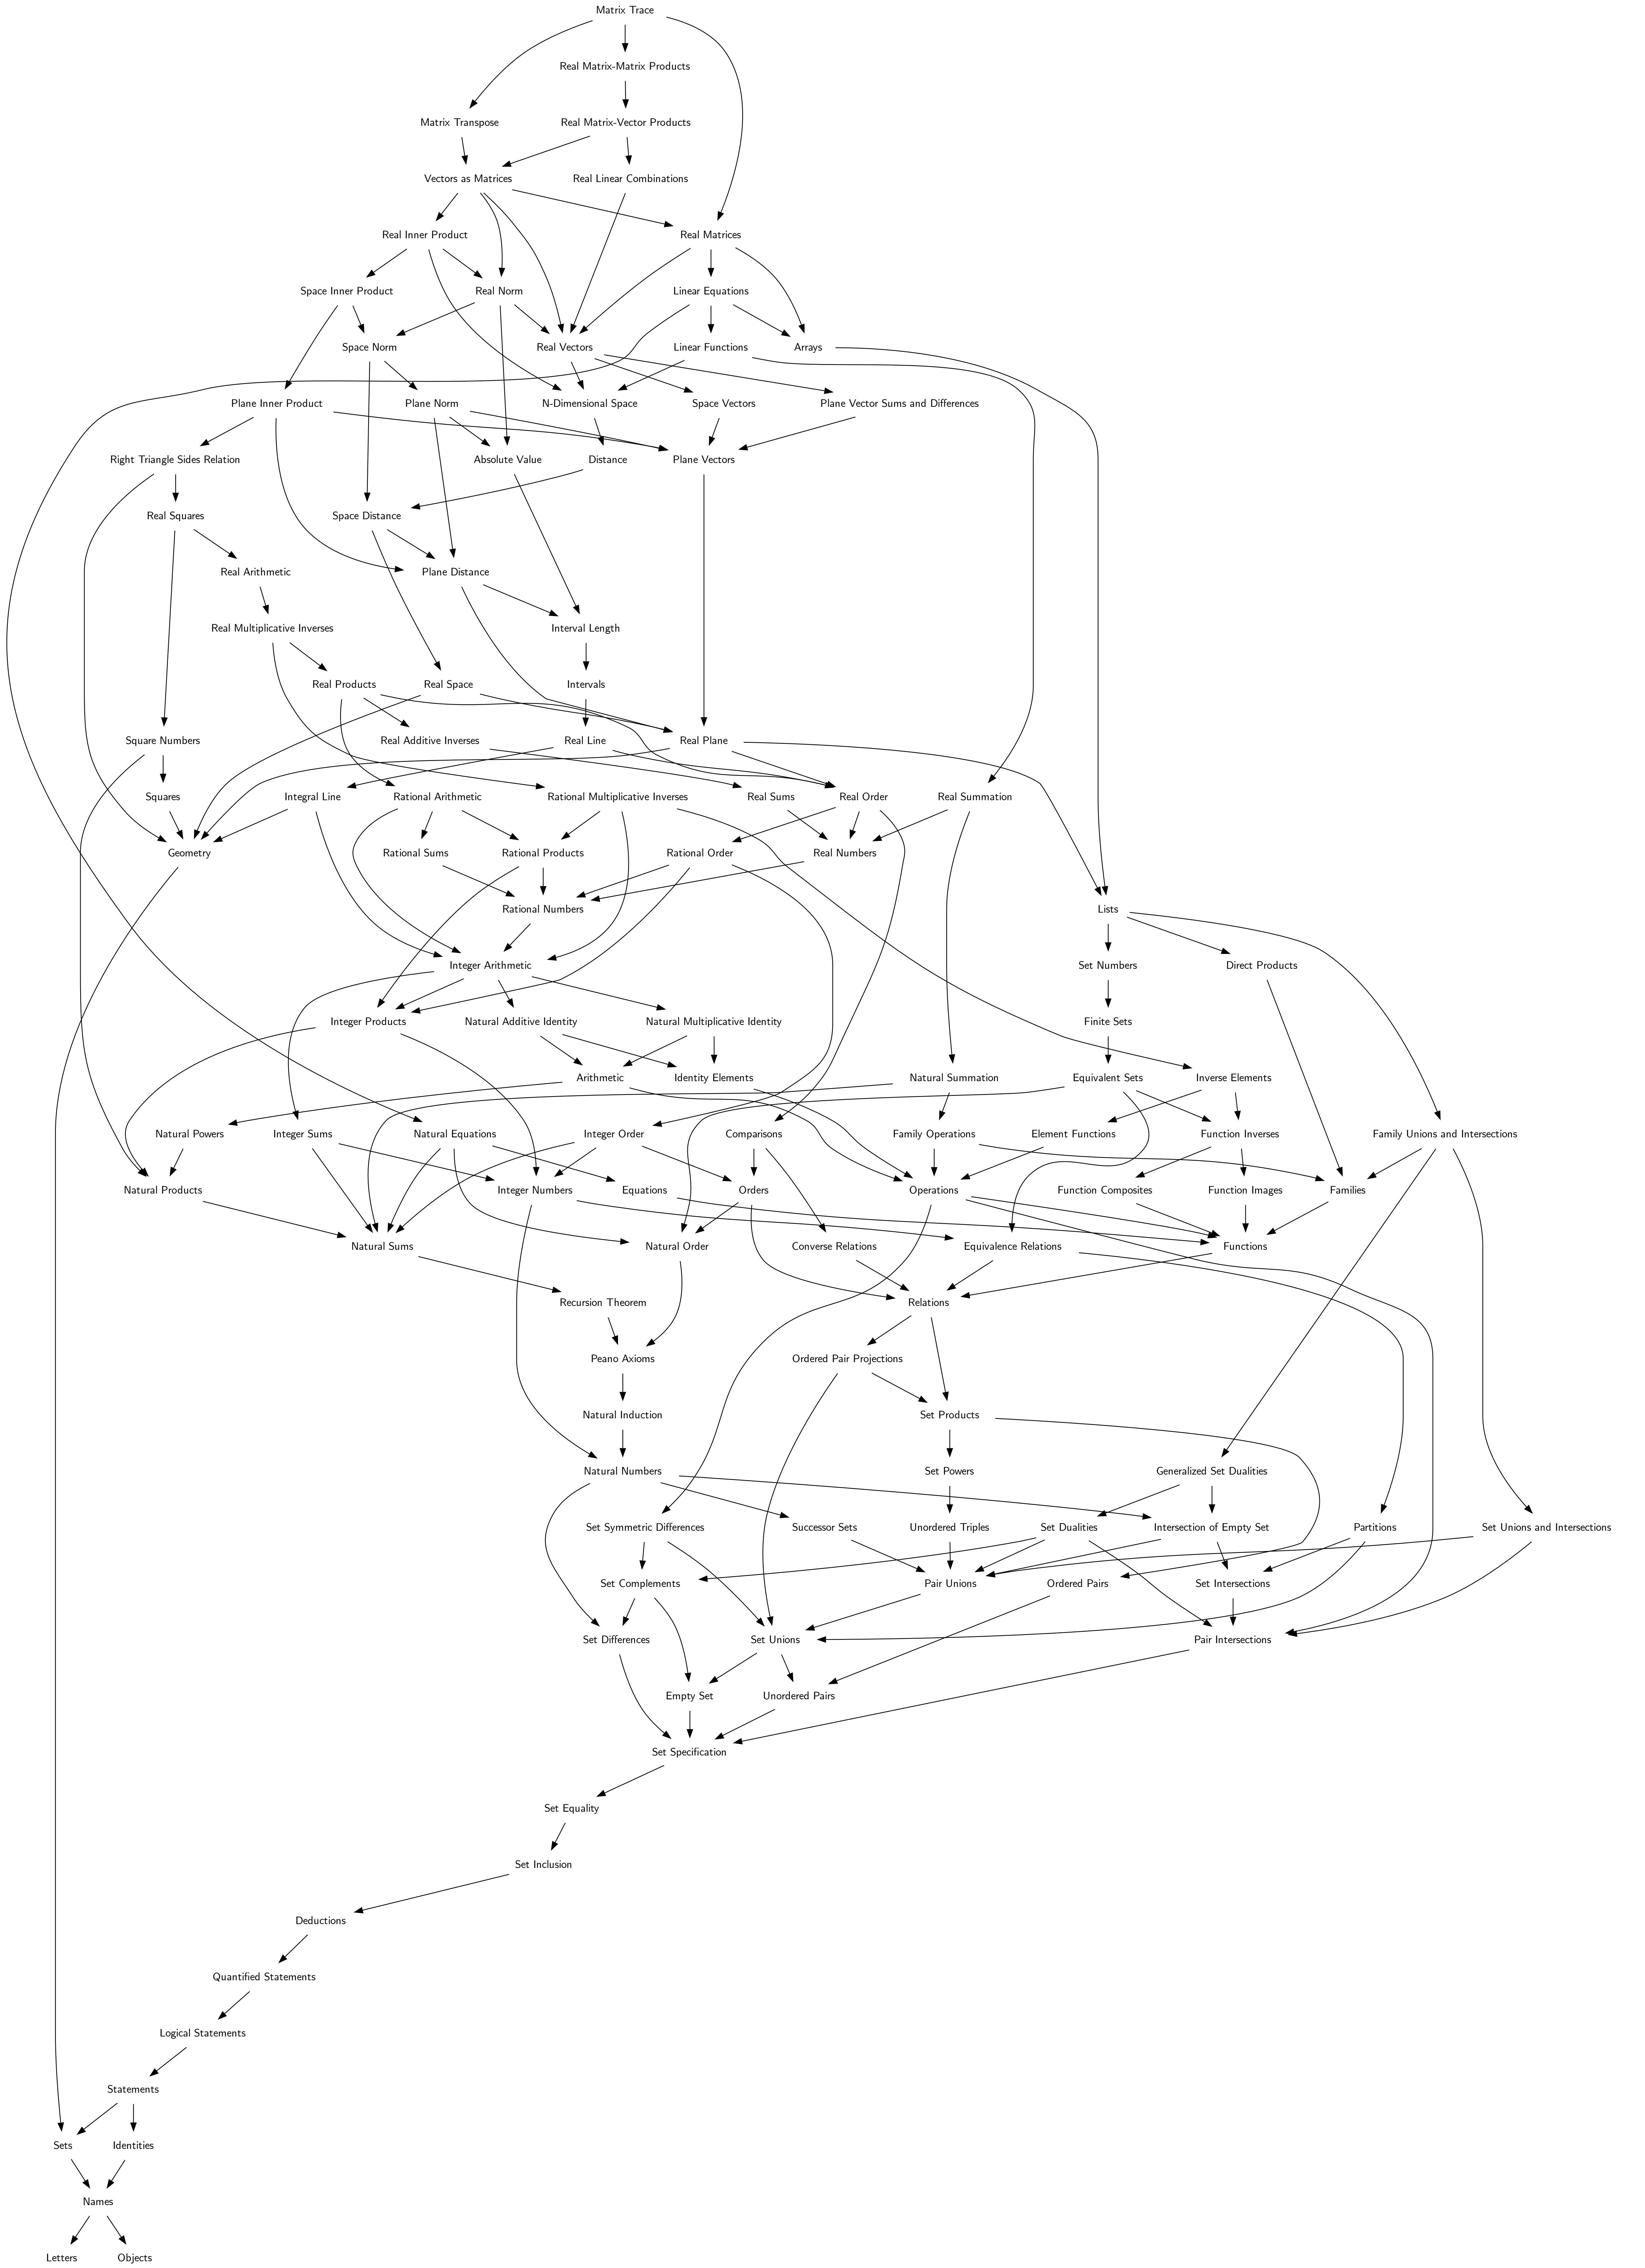 Matrix Trace
Real Matrix-Matrix Products
Matrix Transpose
Real Matrix-Vector Products
Vectors as Matrices
Real Linear Combinations
Real Inner Product
Real Matrices
Space Inner Product
Real Norm
Linear Equations
Space Norm
Real Vectors
Linear Functions
Arrays
Plane Inner Product
Plane Norm
N-Dimensional Space
Space Vectors
Plane Vector Sums and Differences
Right Triangle Sides Relation
Absolute Value
Distance
Plane Vectors
Real Squares
Space Distance
Real Arithmetic
Plane Distance
Real Multiplicative Inverses
Interval Length
Real Products
Real Space
Intervals
Square Numbers
Real Additive Inverses
Real Line
Real Plane
Squares
Integral Line
Rational Arithmetic
Rational Multiplicative Inverses
Real Sums
Real Order
Real Summation
Geometry
Rational Sums
Rational Products
Rational Order
Real Numbers
Rational Numbers
Lists
Integer Arithmetic
Set Numbers
Direct Products
Integer Products
Natural Additive Identity
Natural Multiplicative Identity
Finite Sets
Arithmetic
Identity Elements
Natural Summation
Equivalent Sets
Inverse Elements
Natural Powers
Integer Sums
Natural Equations
Integer Order
Comparisons
Family Operations
Element Functions
Function Inverses
Family Unions and Intersections
Natural Products
Integer Numbers
Equations
Orders
Operations
Function Composites
Function Images
Families
Natural Sums
Natural Order
Converse Relations
Equivalence Relations
Functions
Recursion Theorem
Relations
Peano Axioms
Ordered Pair Projections
Natural Induction
Set Products
Natural Numbers
Set Powers
Generalized Set Dualities
Set Symmetric Differences
Successor Sets
Unordered Triples
Set Dualities
Intersection of Empty Set
Partitions
Set Unions and Intersections
Set Complements
Pair Unions
Ordered Pairs
Set Intersections
Set Differences
Set Unions
Pair Intersections
Empty Set
Unordered Pairs
Set Specification
Set Equality
Set Inclusion
Deductions
Quantified Statements
Logical Statements
Statements
Sets
Identities
Names
Letters
Objects